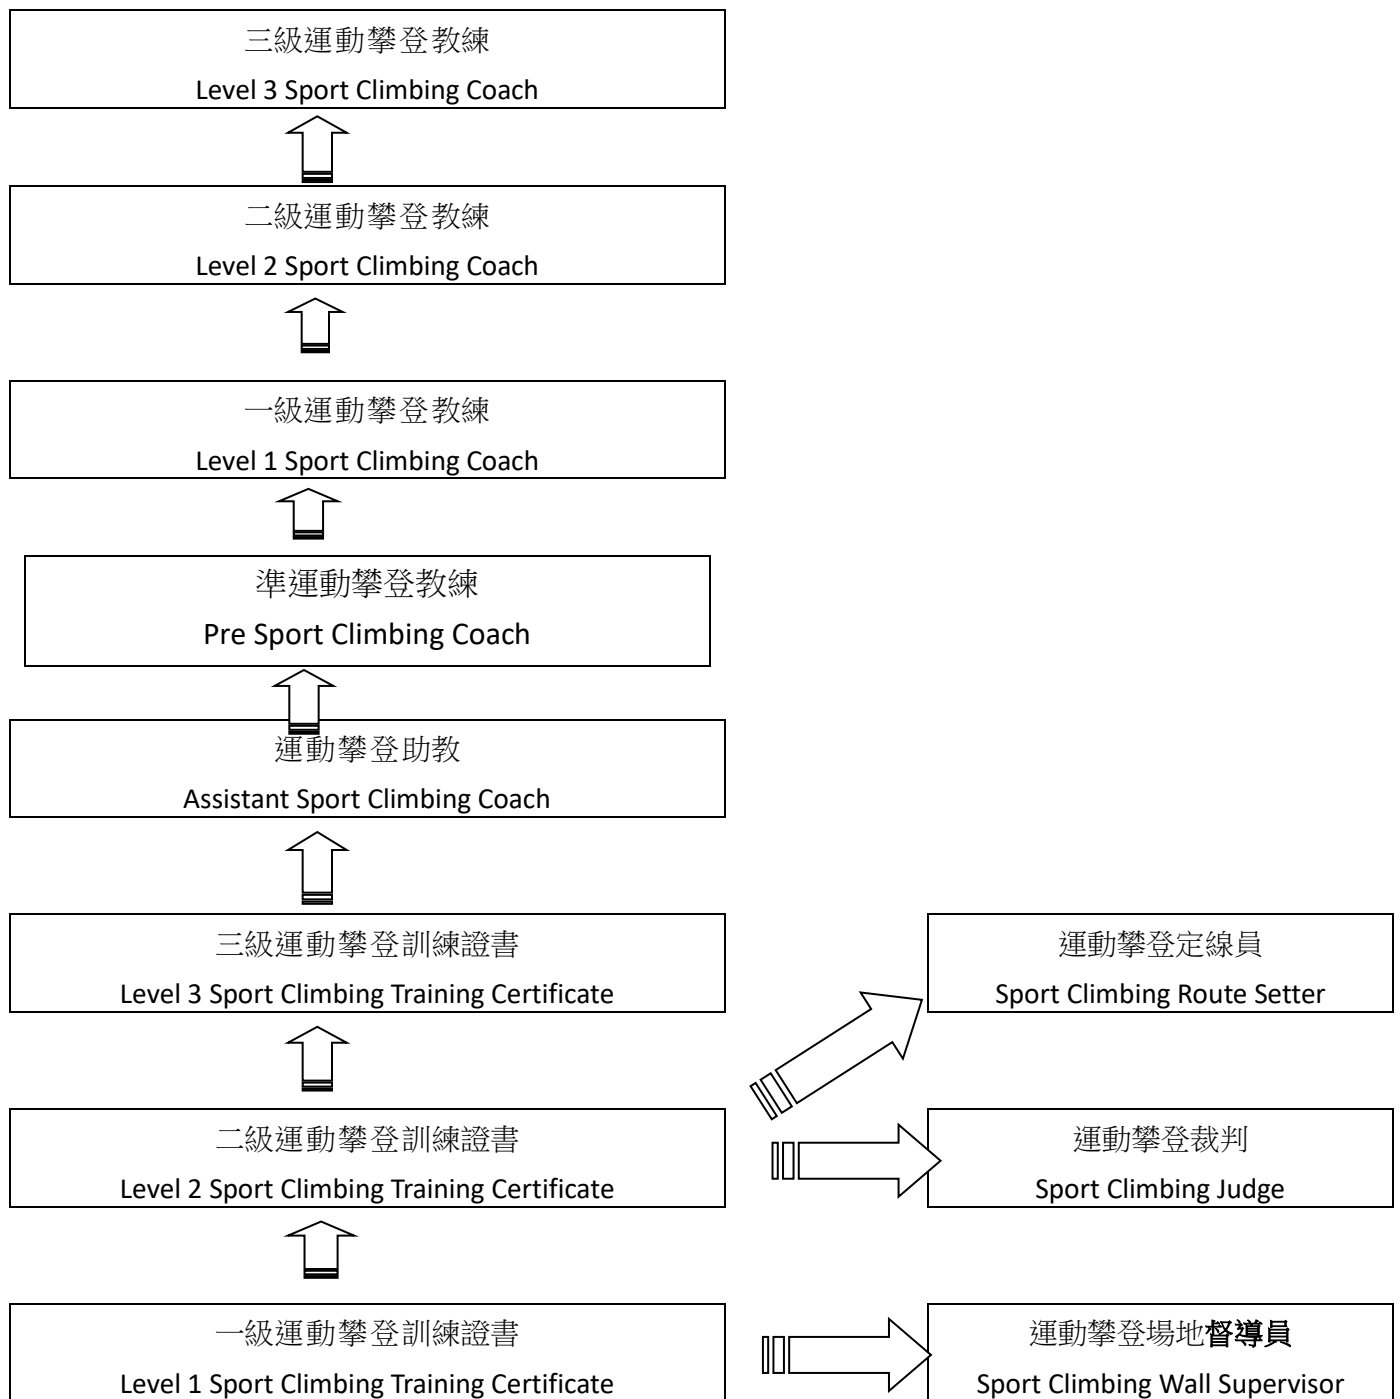 三級運動攀登教練
Level 3 Sport Climbing Coach
二級運動攀登教練
Level 2 Sport Climbing Coach
一級運動攀登教練
Level 1 Sport Climbing Coach
準運動攀登教練
Pre Sport Climbing Coach
運動攀登助教
Assistant Sport Climbing Coach
三級運動攀登訓練證書
Level 3 Sport Climbing Training Certificate
運動攀登定線員
Sport Climbing Route Setter
二級運動攀登訓練證書
Level 2 Sport Climbing Training Certificate
運動攀登裁判
Sport Climbing Judge
一級運動攀登訓練證書
Level 1 Sport Climbing Training Certificate
運動攀登場地督導員
Sport Climbing Wall Supervisor